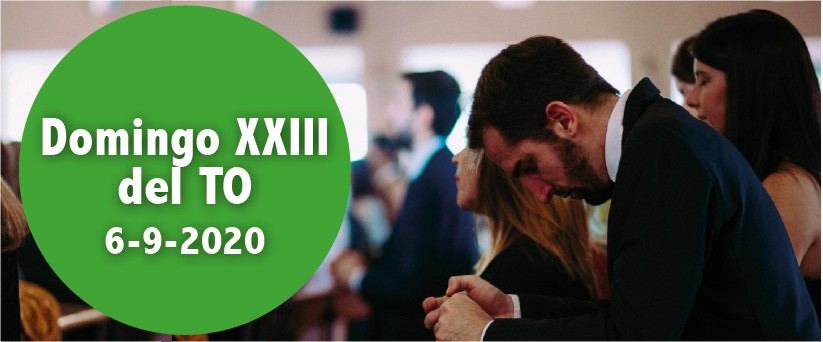 Domingo XXIII
del TO
6-9-2020